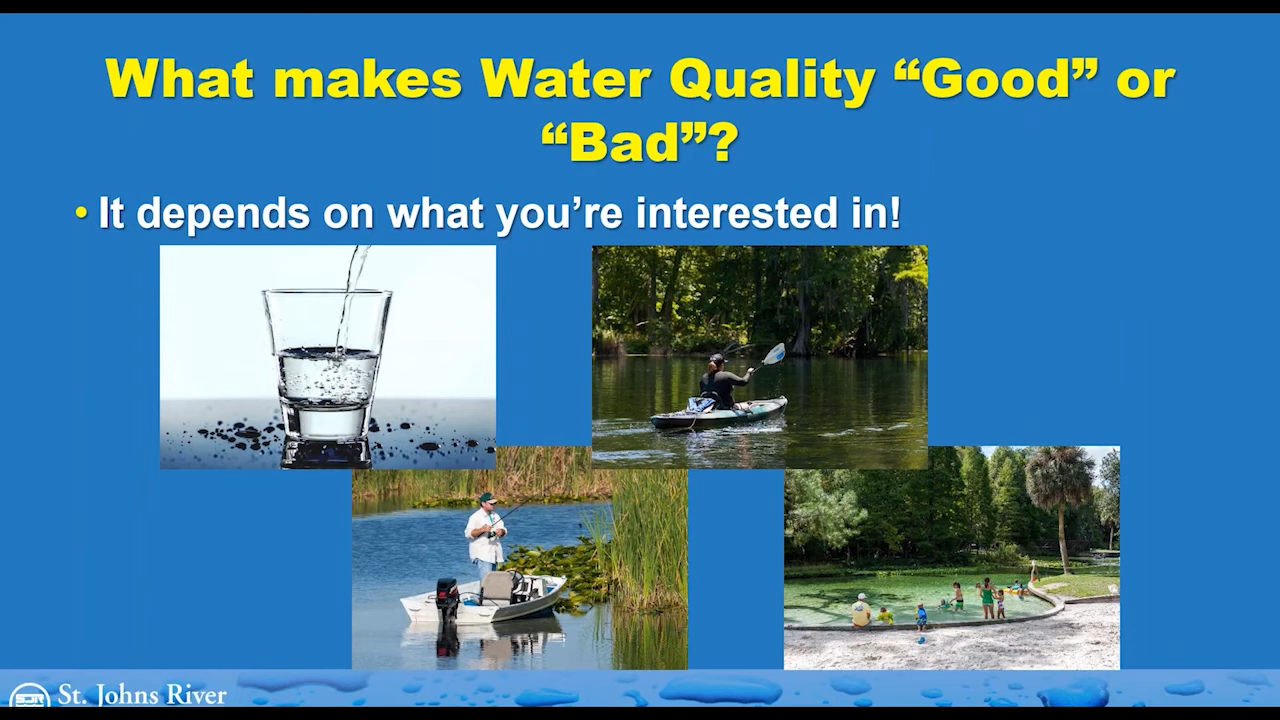 What makes Water Quality “Good” or
“Bad”?
• It depends on what you’re interested in!
St. Johns River